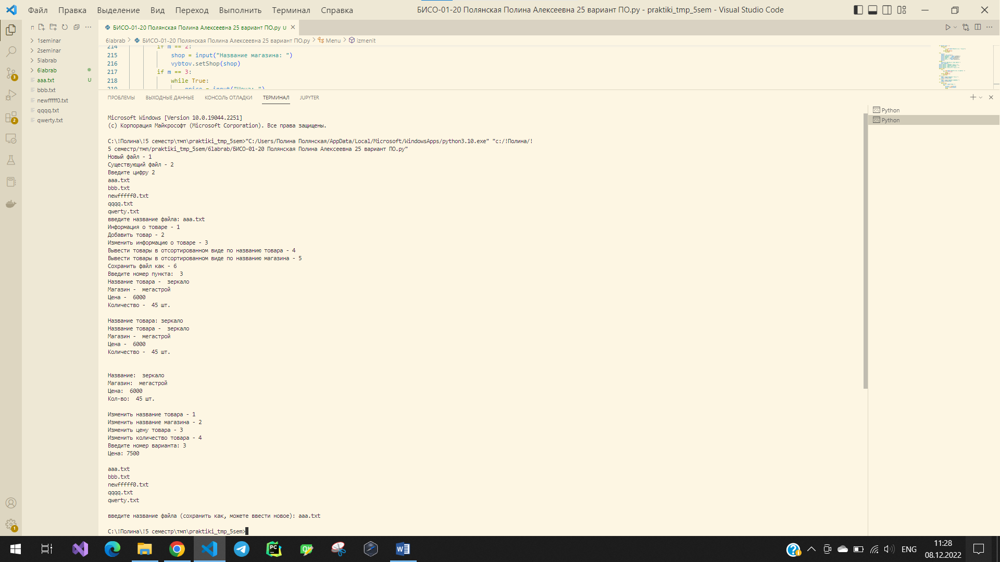 Файл Правка Выделение Вид Переход Выполнить Терминал Справка
БИСО-01-20 Полянская Полина Алексеевна 25 вариант ПО.py - praktiki_tmp_5sem - Visual Studio Code
БИСО-01-20 Полянская Полина Алексеевна 25 вариант ПО.py U
6labrab > БИСО-01-20 Полянская Полина Алексеевна 25 вариант ПО.py > Menu > izmenit
1seminar
2seminar
5labrab
6labrab
aaa.txt U
bbb.txt
newfffff0.txt
qqqq.txt
qwerty.txt
3
2
1
214 if m == 2:
215 shop = input("Название магазина: ")
216 vybtov.setShop(shop)
217 if m == 3:
218 while True:
219 price = input("Цена: ")
ПРОБЛЕМЫ ВЫХОДНЫЕ ДАННЫЕ КОНСОЛЬ ОТЛАДКИ ТЕРМИНАЛ JUPYTER
Python
Python
Microsoft Windows [Version 10.0.19044.2251]
(c) Корпорация Майкрософт (Microsoft Corporation). Все права защищены.
C:\!Полина\!5 семестр\тмп\praktiki_tmp_5sem>"C:/Users/Полина Полянская/AppData/Local/Microsoft/WindowsApps/python3.10.exe" "c:/!Полина/!
5 семестр/тмп/praktiki_tmp_5sem/6labrab/БИСО-01-20 Полянская Полина Алексеевна 25 вариант ПО.py"
Новый файл - 1
Существующий файл - 2
Введите цифру 2
aaa.txt
bbb.txt
newfffff0.txt
qqqq.txt
qwerty.txt
введите название файла: aaa.txt
Информация о товаре - 1
Добавить товар - 2
Изменить информацию о товаре - 3
Вывести товары в отсортированном виде по названию товара - 4
Вывести товары в отсортированном виде по названию магазина - 5
Сохранить файл как - 6
Введите номер пункта:  3
Название товара -  зеркало
Магазин -  мегастрой
Цена -  6000
Количество -  45 шт.
Название товара: зеркало
Название товара -  зеркало
Магазин -  мегастрой
Цена -  6000
Количество -  45 шт.
Название:  зеркало
Магазин:  мегастрой
Цена:  6000
Кол-во:  45 шт.
Изменить название товара - 1
Изменить название магазина - 2
Изменить цену товара - 3
Изменить количество товара - 4
Введите номер варианта: 3
Цена: 7500
aaa.txt
bbb.txt
newfffff0.txt
qqqq.txt
qwerty.txt
введите название файла (сохранить как, можете ввести новое): aaa.txt
C:\!Полина\!5 семестр\тмп\praktiki_tmp_5sem>
ENG
11:28
08.12.2022